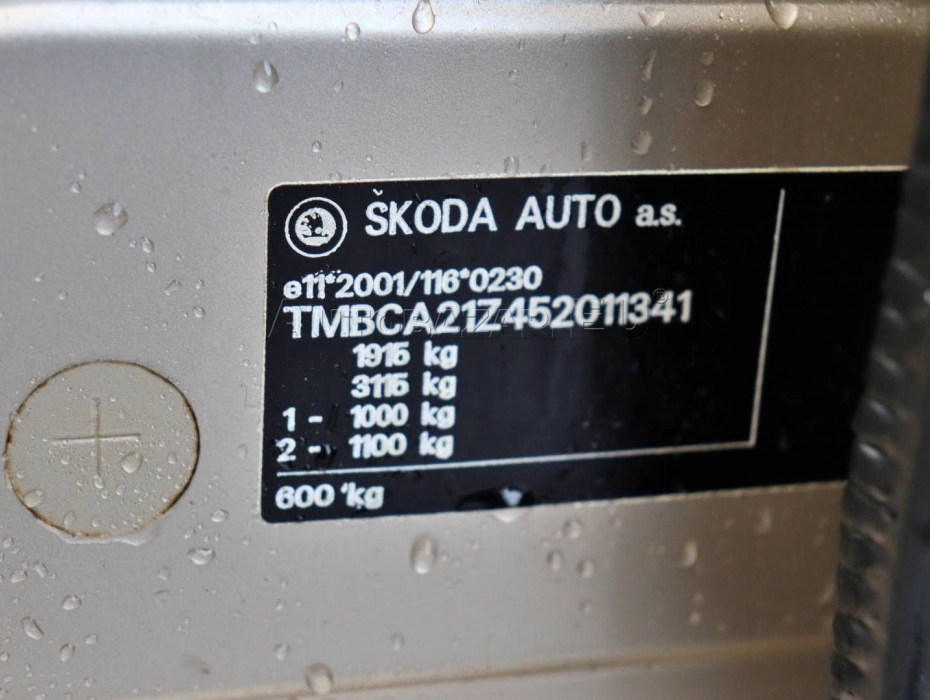 ŠKODA AUTO a.s.
e11*2001/116*0230
TMBCA21Z452011341
1915 kg
3115 kg
1 - 1000 kg
2 - 1100 kg
600 kg